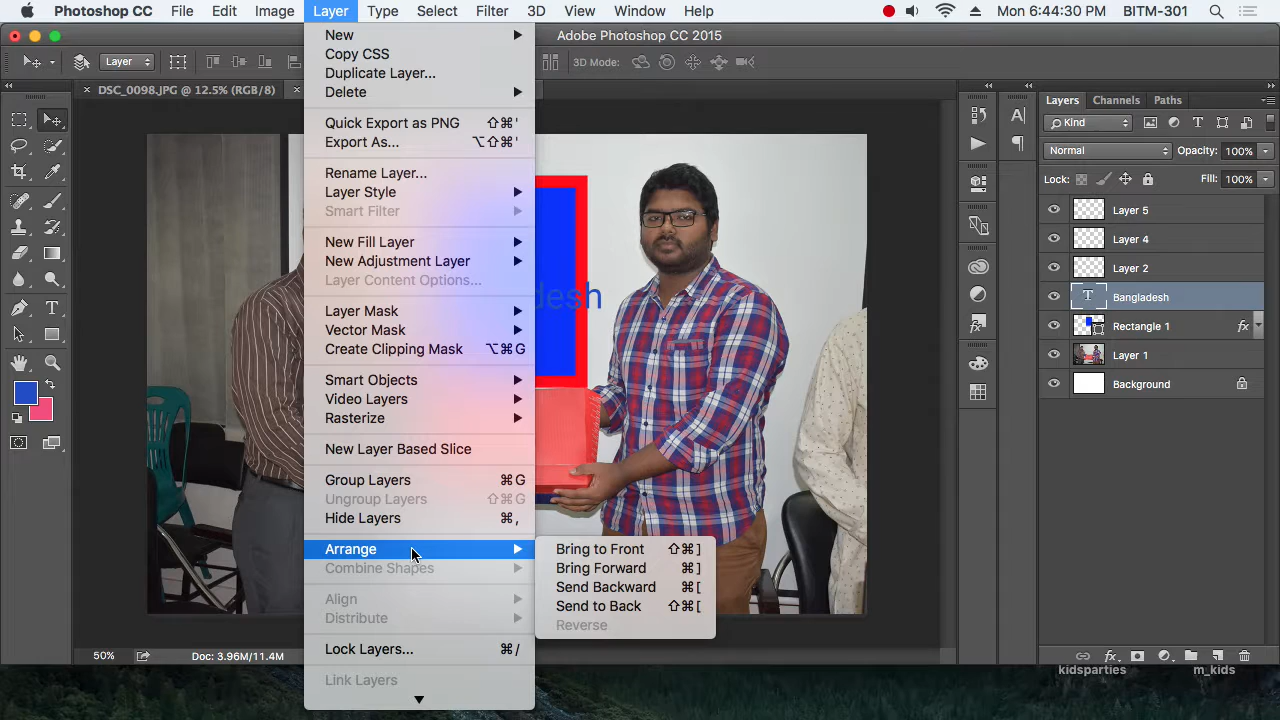 Photoshop CC File Edit Image Layer Type Select Filter 3D View Window Help Mon 6:44:30 PM BITM-301
Adobe Photoshop CC 2015
Layer 3D Mode:
DSC_0098.JPG @ 12.5% (RGB/8)
New
Copy CSS
Duplicate Layer...
Delete
Quick Export as PNG ⇧⌘'
Export As... ⌥⇧⌘'
Rename Layer...
Layer Style
Smart Filter
New Fill Layer
New Adjustment Layer
Layer Content Options...
Layer Mask
Vector Mask
Create Clipping Mask ⌥⌘G
Smart Objects
Video Layers
Rasterize
New Layer Based Slice
Group Layers ⌘G
Ungroup Layers ⇧⌘G
Hide Layers ⌘,
Arrange
Combine Shapes
Align
Distribute
Lock Layers... ⌘/
Link Layers
Bring to Front ⇧⌘]
Bring Forward ⌘]
Send Backward ⌘[
Send to Back ⇧⌘[
Reverse
desh
Layers Channels Paths
Kind
Normal Opacity: 100%
Lock: Fill: 100%
Layer 5
Layer 4
Layer 2
Bangladesh
Rectangle 1 fx
Layer 1
Background
50% Doc: 3.96M/11.4M
kidsparties m_kids